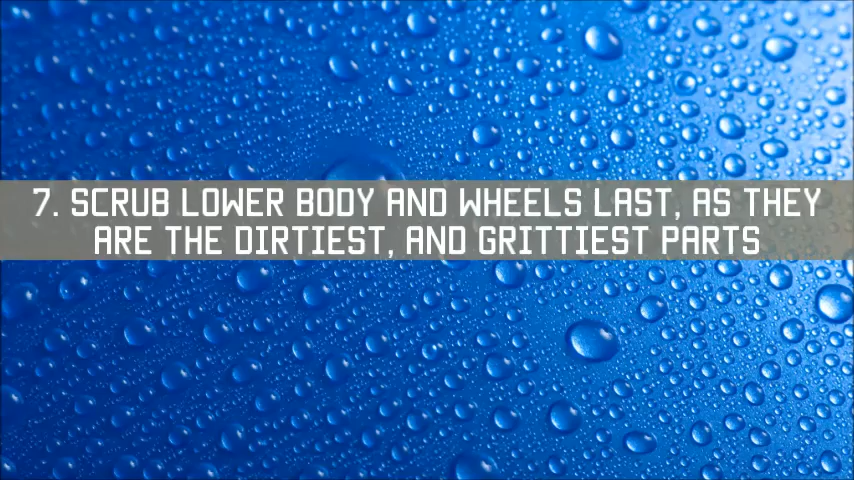 7. SCRUB LOWER BODY AND WHEELS LAST, AS THEY
ARE THE DIRTIEST, AND GRITTIEST PARTS